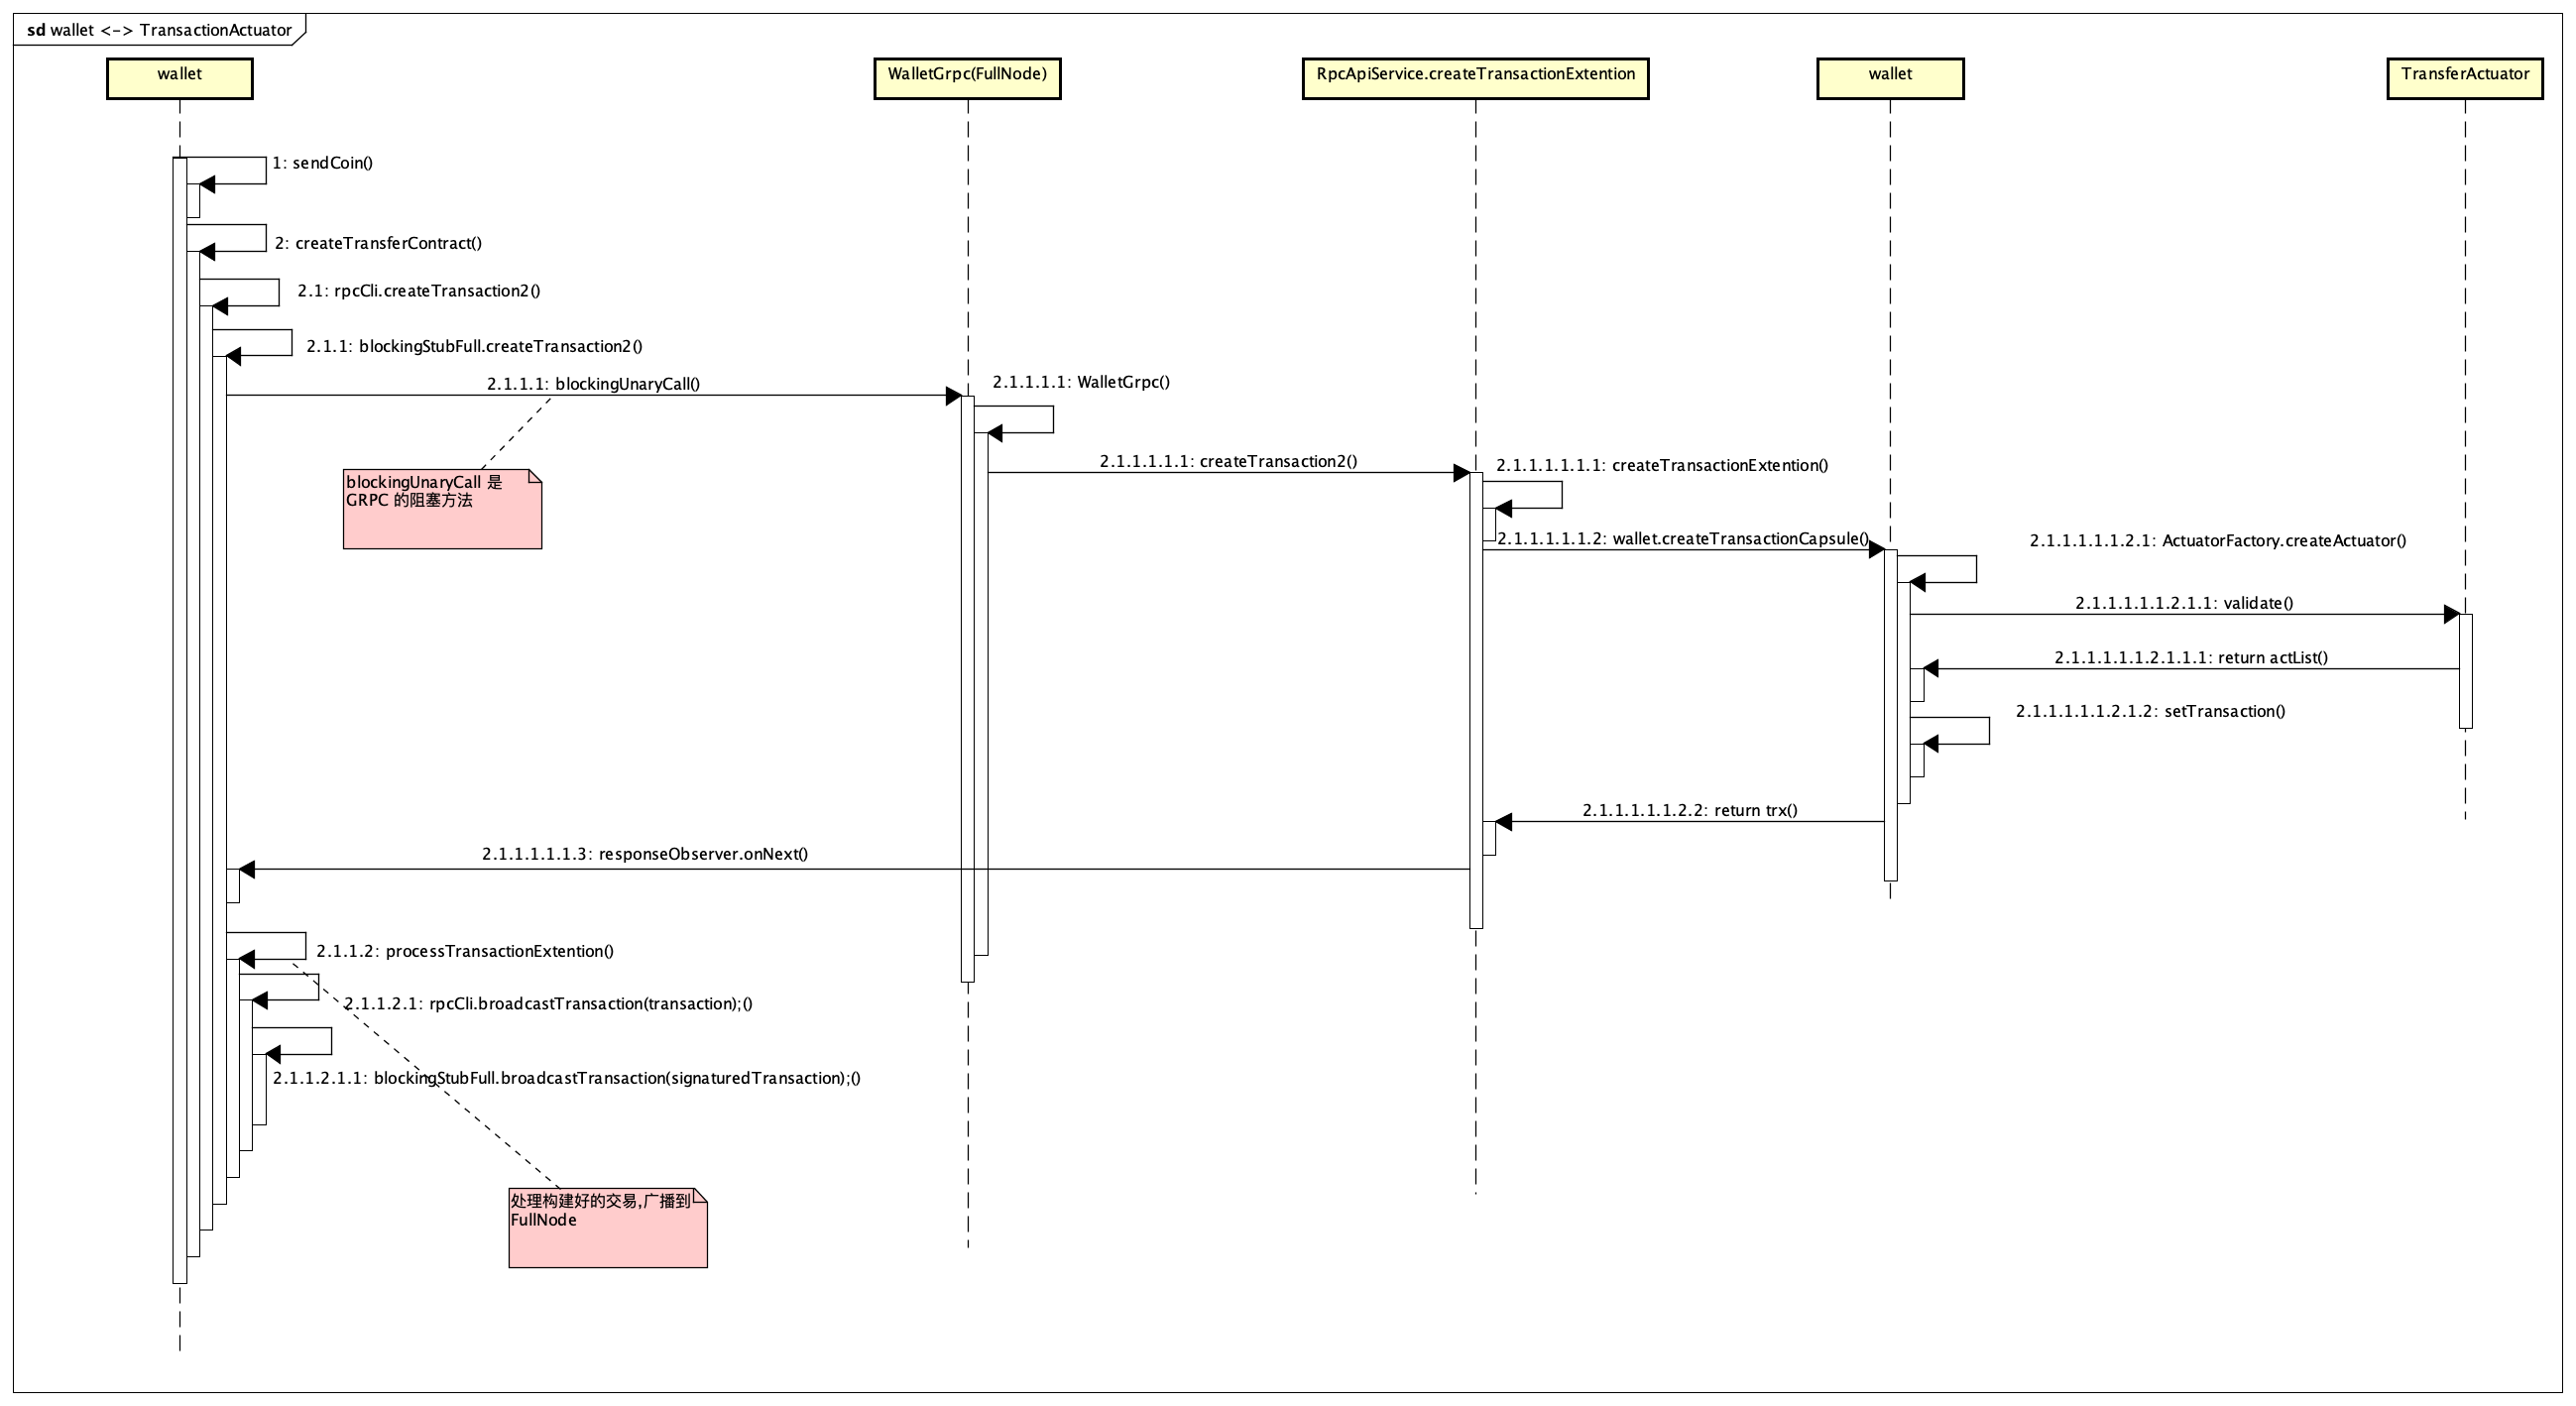 sd wallet <-> TransactionActuator
wallet
WalletGrpc(FullNode)
RpcApiService.createTransactionExtention
wallet
TransferActuator
1: sendCoin()
2: createTransferContract()
2.1: rpcCli.createTransaction2()
2.1.1: blockingStubFull.createTransaction2()
2.1.1.1: blockingUnaryCall()
2.1.1.1.1: WalletGrpc()
blockingUnaryCall 是
GRPC 的阻塞方法
2.1.1.1.1.1: createTransaction2()
2.1.1.1.1.1.1: createTransactionExtention()
2.1.1.1.1.1.2: wallet.createTransactionCapsule()
2.1.1.1.1.1.2.1: ActuatorFactory.createActuator()
2.1.1.1.1.1.2.1.1: validate()
2.1.1.1.1.1.2.1.1.1: return actList()
2.1.1.1.1.1.2.1.2: setTransaction()
2.1.1.1.1.1.2.2: return trx()
2.1.1.1.1.1.3: responseObserver.onNext()
2.1.1.2: processTransactionExtention()
2.1.1.2.1: rpcCli.broadcastTransaction(transaction);()
2.1.1.2.1.1: blockingStubFull.broadcastTransaction(signaturedTransaction);()
处理构建好的交易,广播到
FullNode